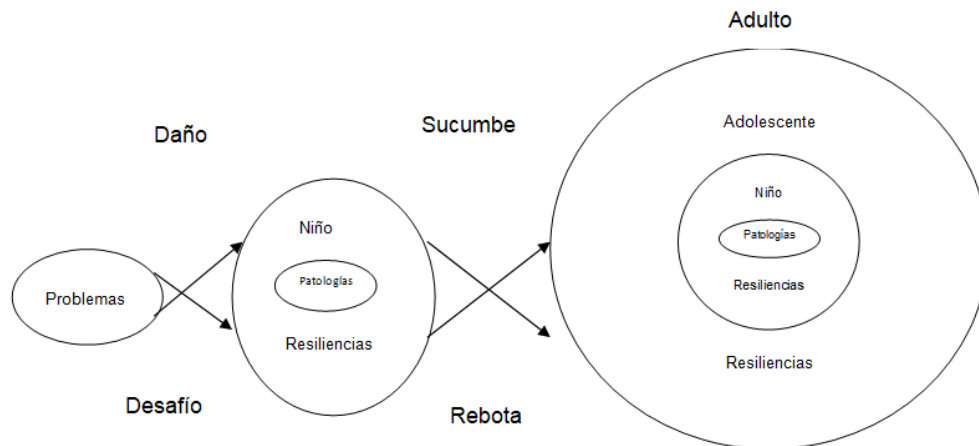 Adulto
Daño
Sucumbe
Adolescente
Niño
Niño
Patologías
Patologías
Problemas
Resiliencias
Resiliencias
Resiliencias
Desafío
Rebota